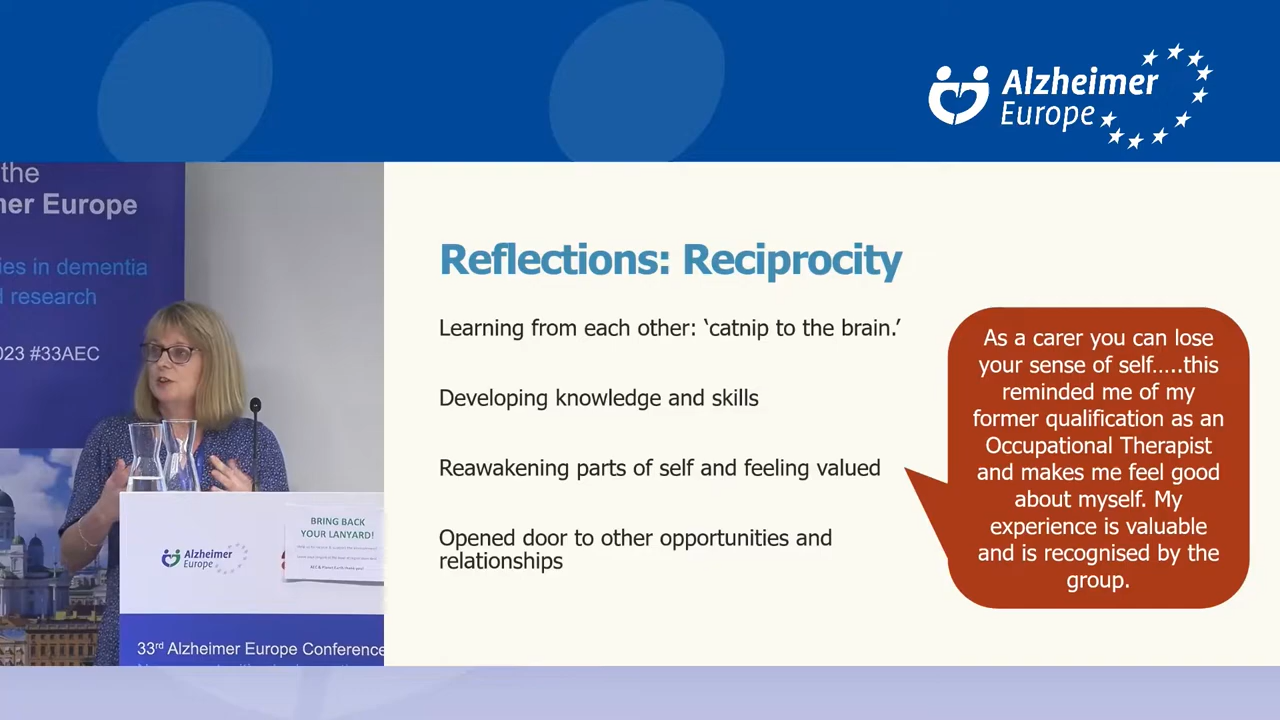 Alzheimer
Europe
the
ner Europe
ies in dementia
d research
023 #33AEC
Reflections: Reciprocity
Learning from each other: ‘catnip to the brain.’
Developing knowledge and skills
Reawakening parts of self and feeling valued
Opened door to other opportunities and
relationships
As a carer you can lose
your sense of self…..this
reminded me of my
former qualification as an
Occupational Therapist
and makes me feel good
about myself. My
experience is valuable
and is recognised by the
group.
BRING BACK
YOUR LANYARD!
Alzheimer
Europe
33rd Alzheimer Europe Conference